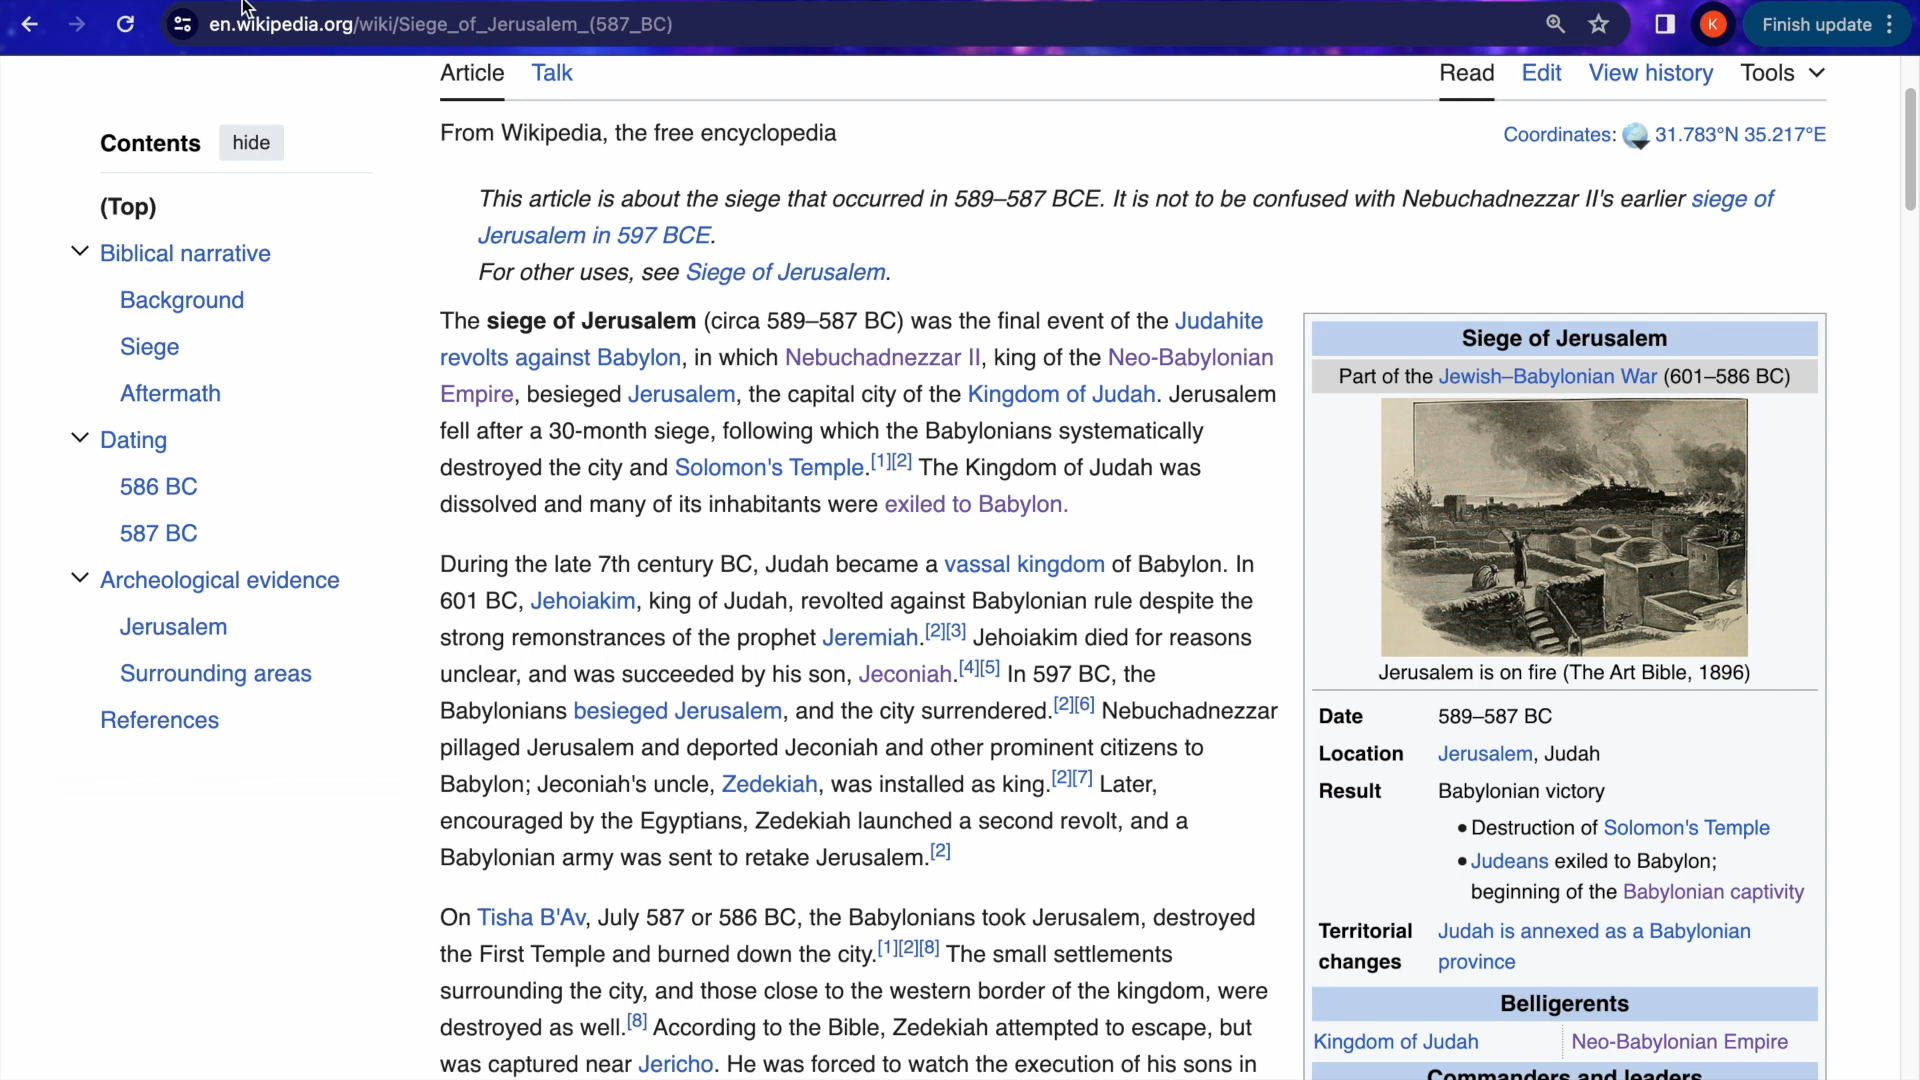 en.wikipedia.org/wiki/Siege_of_Jerusalem_(587_BC)
K
Finish update
Article Talk
Read Edit View history Tools
Contents hide
(Top)
Biblical narrative
Background
Siege
Aftermath
Dating
586 BC
587 BC
Archeological evidence
Jerusalem
Surrounding areas
References
From Wikipedia, the free encyclopedia
Coordinates: 31.783°N 35.217°E
This article is about the siege that occurred in 589–587 BCE. It is not to be confused with Nebuchadnezzar II's earlier siege of
Jerusalem in 597 BCE.
For other uses, see Siege of Jerusalem.
The siege of Jerusalem (circa 589–587 BC) was the final event of the Judahite
revolts against Babylon, in which Nebuchadnezzar II, king of the Neo-Babylonian
Empire, besieged Jerusalem, the capital city of the Kingdom of Judah. Jerusalem
fell after a 30-month siege, following which the Babylonians systematically
destroyed the city and Solomon's Temple.[1][2] The Kingdom of Judah was
dissolved and many of its inhabitants were exiled to Babylon.
During the late 7th century BC, Judah became a vassal kingdom of Babylon. In
601 BC, Jehoiakim, king of Judah, revolted against Babylonian rule despite the
strong remonstrances of the prophet Jeremiah.[2][3] Jehoiakim died for reasons
unclear, and was succeeded by his son, Jeconiah.[4][5] In 597 BC, the
Babylonians besieged Jerusalem, and the city surrendered.[2][6] Nebuchadnezzar
pillaged Jerusalem and deported Jeconiah and other prominent citizens to
Babylon; Jeconiah's uncle, Zedekiah, was installed as king.[2][7] Later,
encouraged by the Egyptians, Zedekiah launched a second revolt, and a
Babylonian army was sent to retake Jerusalem.[2]
On Tisha B'Av, July 587 or 586 BC, the Babylonians took Jerusalem, destroyed
the First Temple and burned down the city.[1][2][8] The small settlements
surrounding the city, and those close to the western border of the kingdom, were
destroyed as well.[8] According to the Bible, Zedekiah attempted to escape, but
was captured near Jericho. He was forced to watch the execution of his sons in
Siege of Jerusalem
Part of the Jewish–Babylonian War (601–586 BC)
Jerusalem is on fire (The Art Bible, 1896)
Date 589–587 BC
Location Jerusalem, Judah
Result Babylonian victory
• Destruction of Solomon's Temple
• Judeans exiled to Babylon;
beginning of the Babylonian captivity
Territorial Judah is annexed as a Babylonian
changes province
Belligerents
Kingdom of Judah Neo-Babylonian Empire
Commanders and leaders